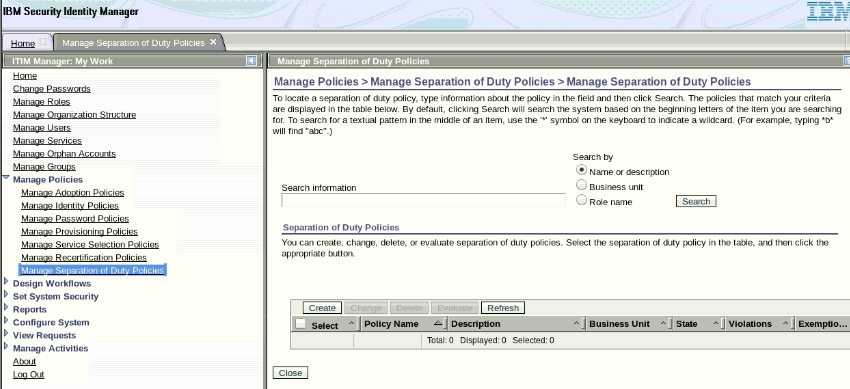 IBM Security Identity Manager
IBM
Home
Manage Separation of Duty Policies
ITIM Manager: My Work
Home
Change Passwords
Manage Roles
Manage Organization Structure
Manage Users
Manage Services
Manage Orphan Accounts
Manage Groups
Manage Policies
Manage Adoption Policies
Manage Identity Policies
Manage Password Policies
Manage Provisioning Policies
Manage Service Selection Policies
Manage Recertification Policies
Manage Separation of Duty Policies
Design Workflows
Set System Security
Reports
Configure System
View Requests
Manage Activities
About
Log Out
Manage Separation of Duty Policies
Manage Policies > Manage Separation of Duty Policies > Manage Separation of Duty Policies
To locate a separation of duty policy, type information about the policy in the field and then click Search. The policies that match your criteria
are displayed in the table below. By default, clicking Search will search the system based on the beginning letters of the item you are searching
for. To search for a textual pattern in the middle of an item, use the '*' symbol on the keyboard to indicate a wildcard. (For example, typing *b*
will find "abc".)
Search by
Name or description
Search information
Business unit
Role name
Search
Separation of Duty Policies
You can create, change, delete, or evaluate separation of duty policies. Select the separation of duty policy in the table, and then click the
appropriate button.
Create Change Delete Evaluate Refresh
Select Policy Name Description Business Unit State Violations Exemptio...
Total: 0 Displayed: 0 Selected: 0
Close